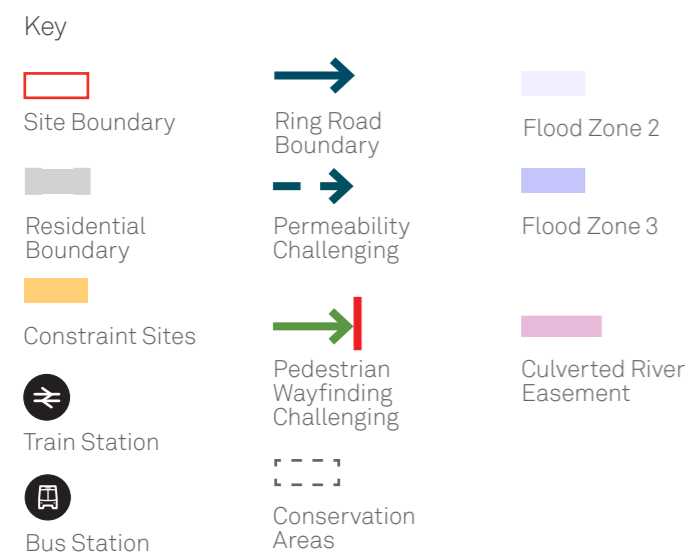 Key
Site Boundary
Residential
Boundary
Constraint Sites
Train Station
Bus Station
Ring Road
Boundary
Permeability
Challenging
Pedestrian
Wayfinding
Challenging
Conservation
Areas
Flood Zone 2
Flood Zone 3
Culverted River
Easement